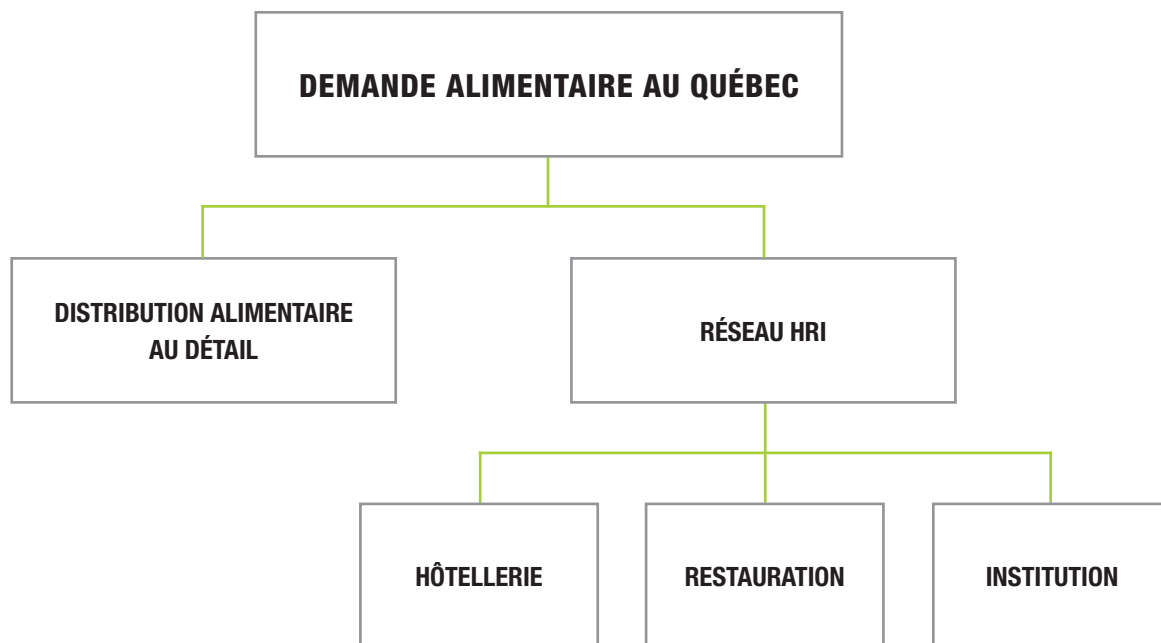 DEMANDE ALIMENTAIRE AU QUÉBEC
DISTRIBUTION ALIMENTAIRE
AU DÉTAIL
RÉSEAU HRI
HÔTELLERIE
RESTAURATION
INSTITUTION